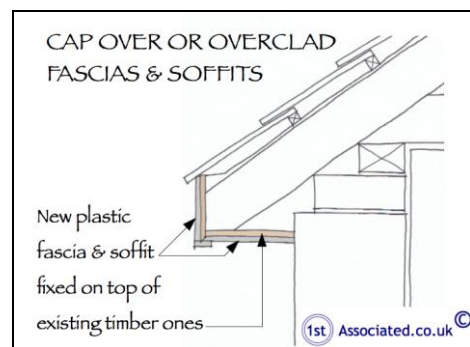 CAP OVER OR OVERCLAD
FASCIAS & SOFFITS
New plastic
fascia & soffit
fixed on top of
existing timber ones
1st Associated.co.uk ©